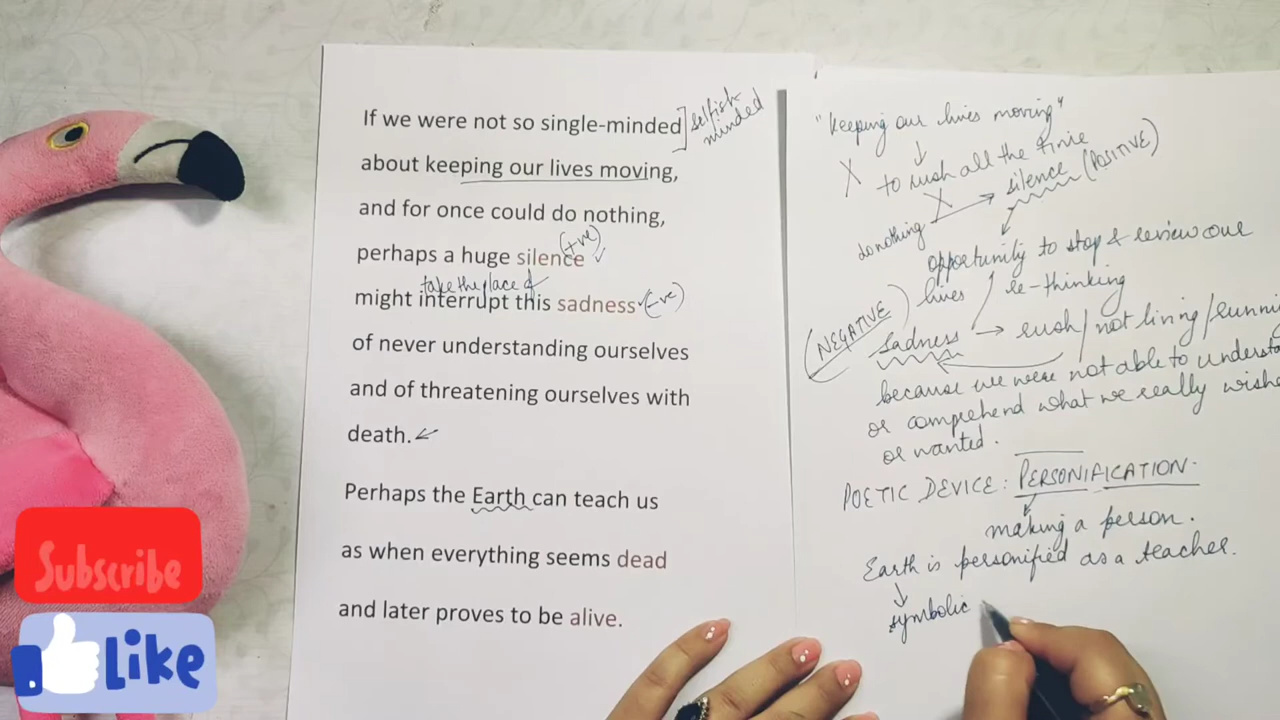 If we were not so single-minded
] selfish
minded
about keeping our lives moving,
and for once could do nothing,
(+ve)
perhaps a huge silence
take the place of
might interrupt this sadness (-ve)
of never understanding ourselves
and of threatening ourselves with
death.
Perhaps the Earth can teach us
as when everything seems dead
and later proves to be alive.
"keeping our lives moving"
X to rush all the time
do nothing X silence (POSITIVE)
opportunity to stop & review our
lives re-thinking
(NEGATIVE)
sadness → rush/not living/runnin
because we were not able to understa
or comprehend what we really wishe
or wanted.
POETIC DEVICE: PERSONIFICATION.
making a person.
Earth is personified as a teacher.
symbolic
Subscribe
Like